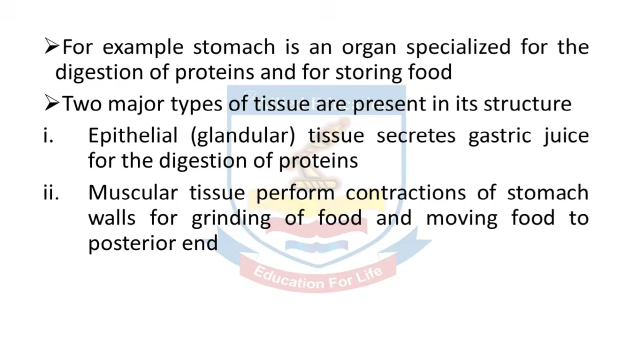 ➢For example stomach is an organ specialized for the
digestion of proteins and for storing food
➢Two major types of tissue are present in its structure
i. Epithelial (glandular) tissue secretes gastric juice
for the digestion of proteins
ii. Muscular tissue perform contractions of stomach
walls for grinding of food and moving food to
posterior end
Education For Life